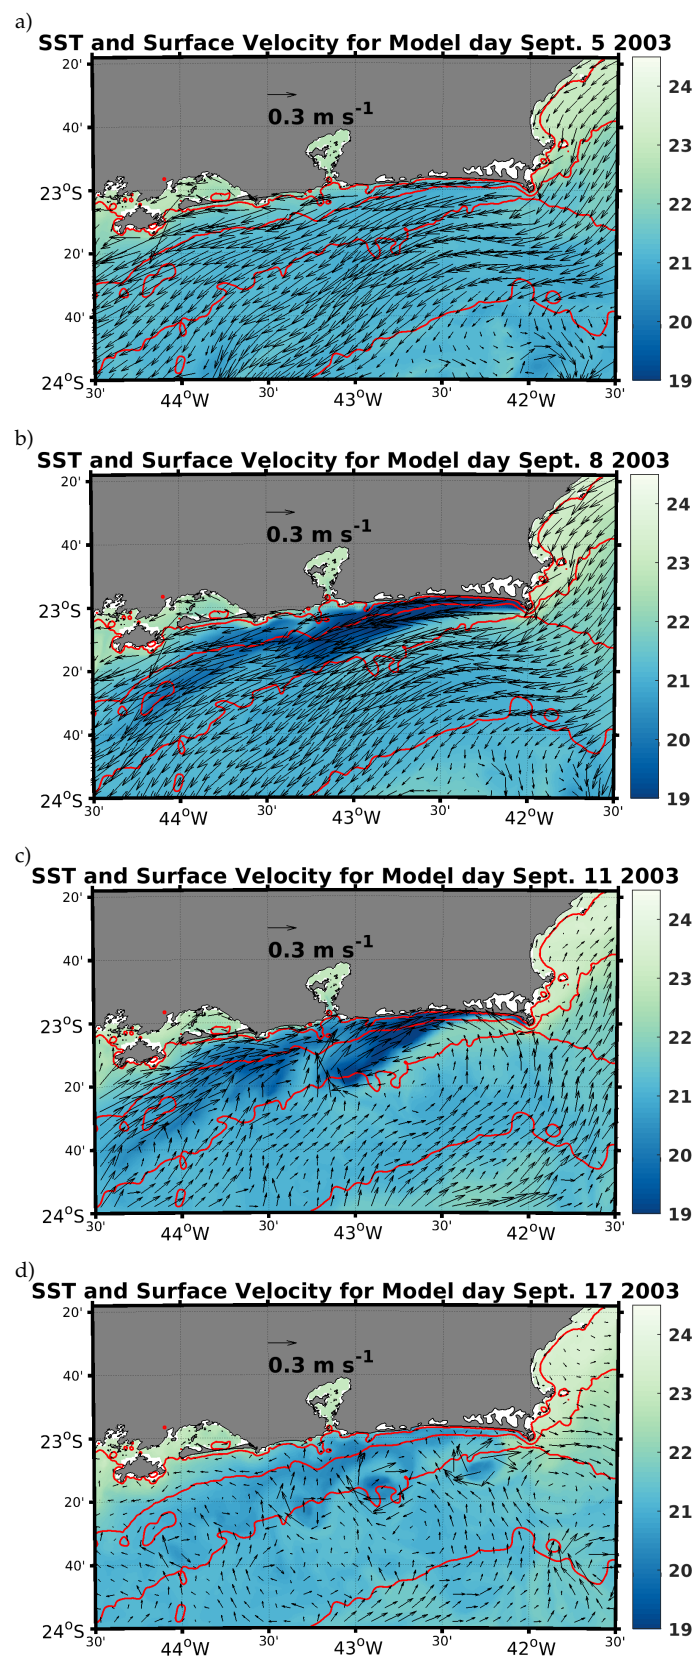 a)
SST and Surface Velocity for Model day Sept. 5 2003
20'
0.3 m s-1
40'
23°S
20'
40'
24°S
30'
44°W
30'
43°W
30'
42°W
30'
24
23
22
21
20
19
b)
SST and Surface Velocity for Model day Sept. 8 2003
20'
0.3 m s-1
40'
23°S
20'
40'
24°S
30'
44°W
30'
43°W
30'
42°W
30'
24
23
22
21
20
19
c)
SST and Surface Velocity for Model day Sept. 11 2003
20'
0.3 m s-1
40'
23°S
20'
40'
24°S
30'
44°W
30'
43°W
30'
42°W
30'
24
23
22
21
20
19
d)
SST and Surface Velocity for Model day Sept. 17 2003
20'
0.3 m s-1
40'
23°S
20'
40'
24°S
30'
44°W
30'
43°W
30'
42°W
30'
24
23
22
21
20
19